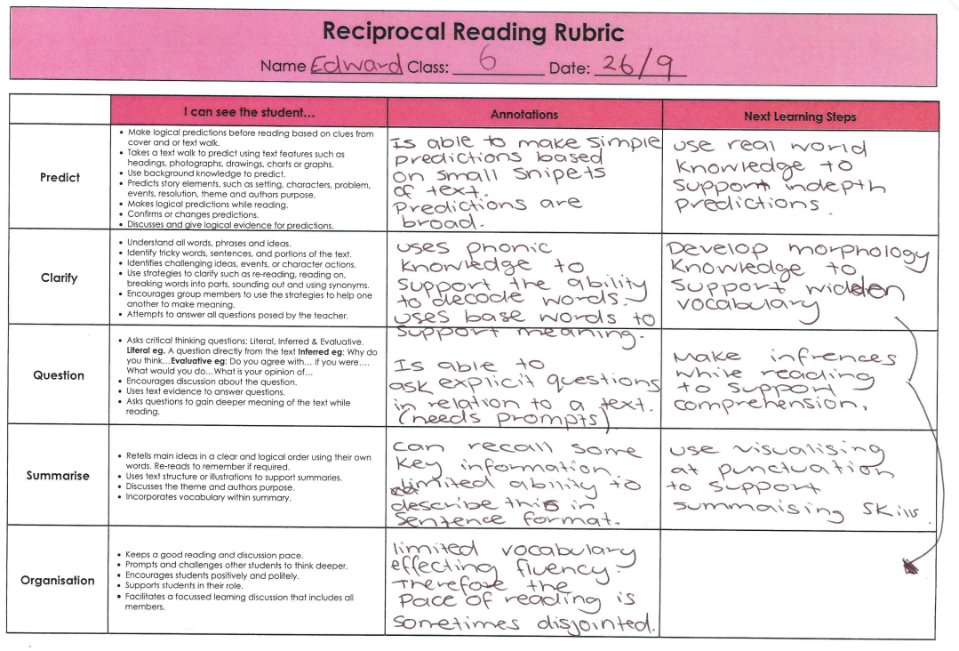 Reciprocal Reading Rubric
Name Edward Class: 6 Date: 26/9
I can see the student...
Annotations
Next Learning Steps
Predict
• Make logical predictions before reading based on clues from
cover and or text walk.
• Takes a text walk to predict using text features such as
headings, photographs, drawings, charts or graphs.
• Use background knowledge to predict.
• Predicts story elements, such as setting, characters, problem,
events, resolution, theme and authors purpose.
• Makes logical predictions while reading.
• Confirms or changes predictions.
• Discusses and give logical evidence for predictions.
Is able to make simple
predictions based
on small snipets
of text.
Predictions are
broad.
use real world
knowledge to
support indepth
predictions.
Clarify
• Understand all words, phrases and ideas.
• Identify tricky words, sentences, and portions of the text.
• Identifies challenging ideas, events, or character actions.
• Use strategies to clarify such as re-reading, reading on,
breaking words into parts, sounding out and using synonyms.
• Encourages group members to use the strategies to help one
another to make meaning.
• Attempts to answer all questions posed by the teacher.
uses phonic
knowledge to
support the ability
to decode words.
uses base words to
support meaning.
Develop morphology
knowledge to
support
vocabulary
Question
• Asks critical thinking questions: Literal, Inferred & Evaluative.
Literal eg. A question directly from the text Inferred eg: Why do
you think...Evaluative eg: Do you agree with... if you were....
What would you do... What is your opinion of...
• Encourages discussion about the question.
• Uses text evidence to answer questions.
• Asks questions to gain deeper meaning of the text while
reading.
Is able to
ask explicit questions
in relation to a text.
(needs prompts)
Make infrences
while reading
to support
comprehension.
Summarise
• Retells main ideas in a clear and logical order using their own
words. Re-reads to remember if required.
• Uses text structure or illustrations to support summaries.
• Discusses the theme and authors purpose.
• Incorporates vocabulary within summary.
can recall some
key information.
limited ability to
describe this in
sentence format.
use visualising
at punctuation
to support
summaising skills.
Organisation
• Keeps a good reading and discussion pace.
• Prompts and challenges other students to think deeper.
• Encourages students positively and politely.
• Supports students in their role.
• Facilitates a focussed learning discussion that includes all
members.
limited vocabulary
effecting fluency.
Therefore the
pace of reading is
sometimes disjointed.